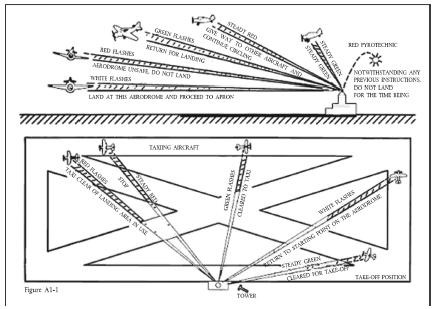 STEADY RED
GIVE WAY TO OTHER AIRCRAFT AND
CONTINUE CIRCLING
GREEN FLASHES
RETURN FOR LANDING
STEADY GREEN
STEADY GREEN
RED PYROTECHNIC
RED FLASHES
AERODROME UNSAFE, DO NOT LAND
NOTWITHSTANDING ANY
PREVIOUS INSTRUCTIONS,
DO NOT LAND
FOR THE TIME BEING
WHITE FLASHES
LAND AT THIS AERODROME AND PROCEED TO APRON
TAXIING AIRCRAFT
RED FLASHES
TAXI CLEAR OF LANDING AREA IN USE
STEADY RED
STOP
GREEN FLASHES
CLEARED TO TAXI
WHITE FLASHES
RETURN TO STARTING POINT ON THE AERODROME
STEADY GREEN
CLEARED FOR TAKE-OFF
TAKE-OFF POSITION
Figure A1-1
TOWER